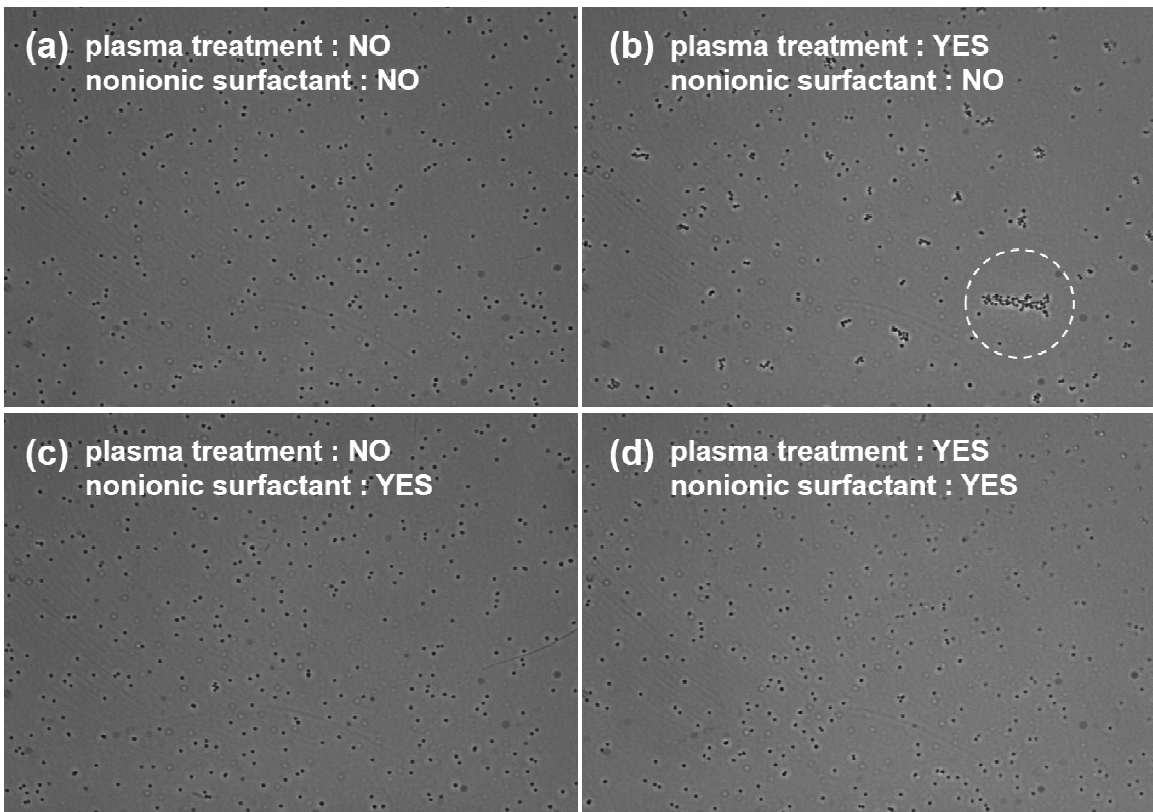 (a) plasma treatment : NO
nonionic surfactant : NO
(b) plasma treatment : YES
nonionic surfactant : NO
(c) plasma treatment : NO
nonionic surfactant : YES
(d) plasma treatment : YES
nonionic surfactant : YES